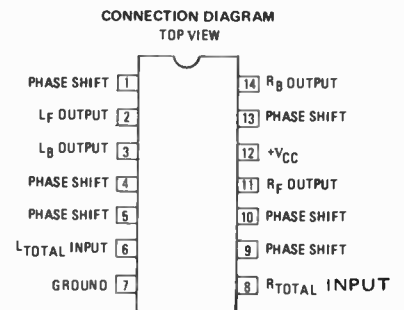 CONNECTION DIAGRAM
TOP VIEW
PHASE SHIFT 1
14 RB OUTPUT
LF OUTPUT 2
13 PHASE SHIFT
LB OUTPUT 3
12 +VCC
PHASE SHIFT 4
11 RF OUTPUT
PHASE SHIFT 5
10 PHASE SHIFT
LTOTAL INPUT 6
9 PHASE SHIFT
GROUND 7
8 RTOTAL INPUT